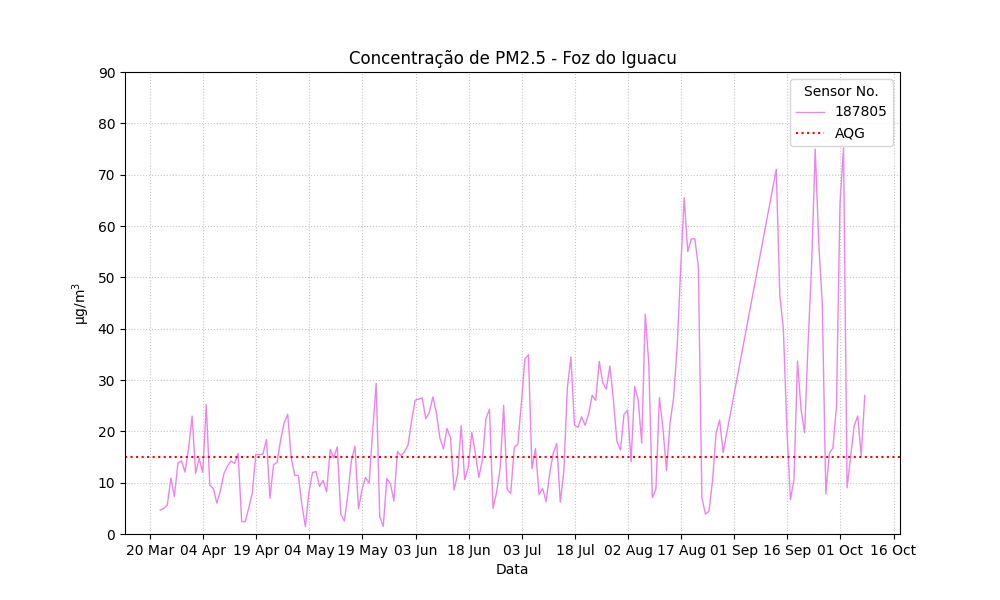 Concentração de PM2.5 - Foz do Iguacu
Sensor No.
187805
AQG
90
80
70
60
50
40
30
20
10
0
µg/m³
20 Mar 04 Apr 19 Apr 04 May 19 May 03 Jun 18 Jun 03 Jul 18 Jul 02 Aug 17 Aug 01 Sep 16 Sep 01 Oct 16 Oct
Data